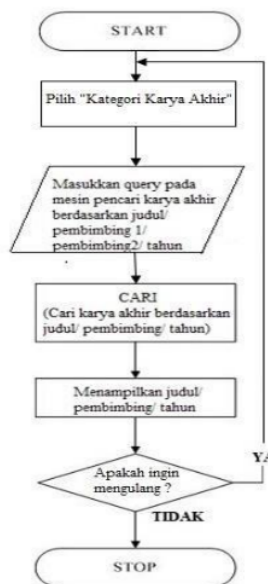 START
Pilih "Kategori Karya Akhir"
Masukkan query pada
mesin pencari karya akhir
berdasarkan judul/
pembimbing 1/
pembimbing2/ tahun
CARI
(Cari karya akhir berdasarkan
judul/ pembimbing/ tahun)
Menampilkan judul/
pembimbing/ tahun
Apakah ingin
mengulang ?
YA
TIDAK
STOP